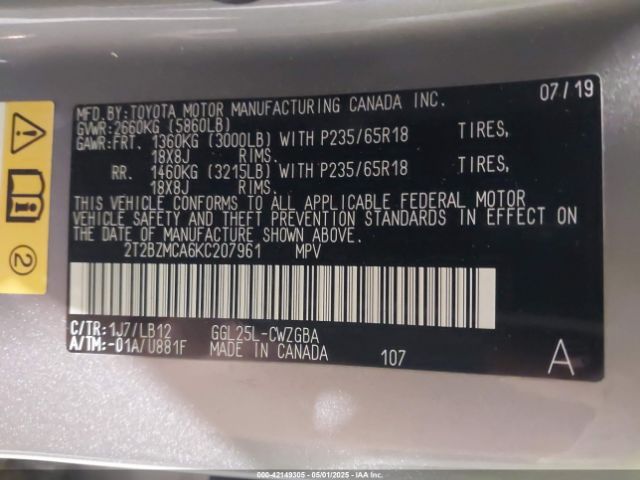 MFD.BY:TOYOTA MOTOR MANUFACTURING CANADA INC. 07/19
GVWR:2660KG (5860LB)
GAWR:FRT. 1360KG (3000LB) WITH P235/65R18 TIRES,
18X8J RIMS.
RR. 1460KG (3215LB) WITH P235/65R18 TIRES,
18X8J RIMS.
THIS VEHICLE CONFORMS TO ALL APPLICABLE FEDERAL MOTOR
VEHICLE SAFETY AND THEFT PREVENTION STANDARDS IN EFFECT ON
THE DATE OF MANUFACTURE SHOWN ABOVE.
2T2BZMCA6KC207961 MPV
C/TR:1J7/LB12 GGL25L-CWZGBA
A/TM:-01A/U881F MADE IN CANADA 107 A
2
000-42149305 - 05/01/2025 - IAA Inc.